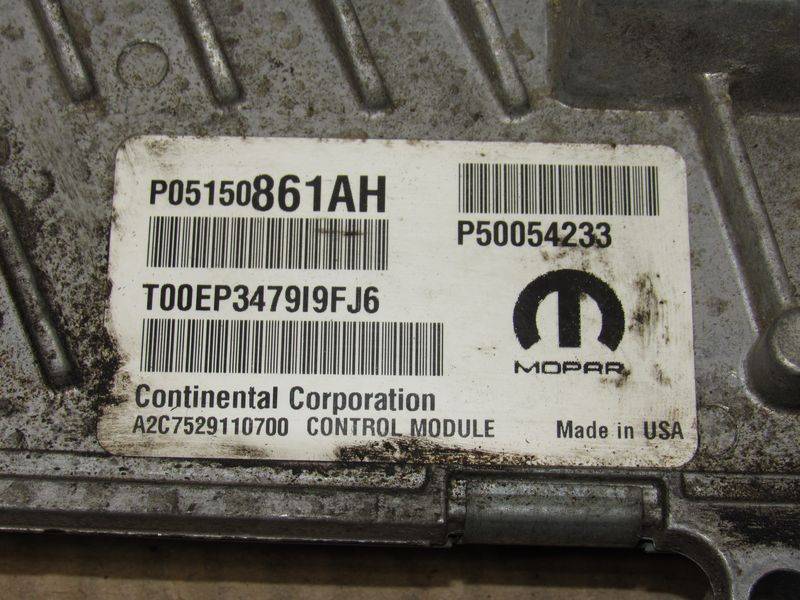 P05150861AH
P50054233
T00EP3479I9FJ6
MOPAR
Continental Corporation
A2C7529110700 CONTROL MODULE Made in USA